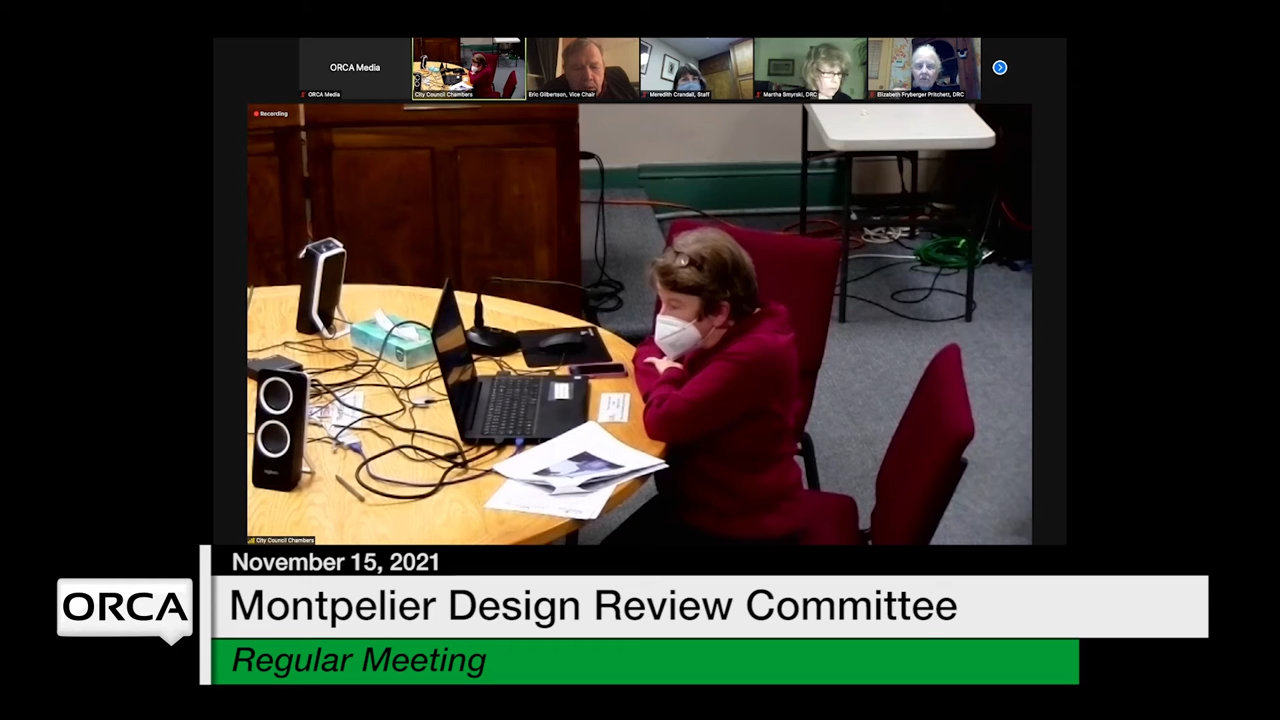 ORCA Media
ORCA Media
City Council Chambers
Eric Gilbertson, Vice Chair
Meredith Crandall, Staff
Martha Smyrski, DRC
Elizabeth Fryberger Pritchett, DRC
Recording
City Council Chambers
November 15, 2021
ORCA
Montpelier Design Review Committee
Regular Meeting